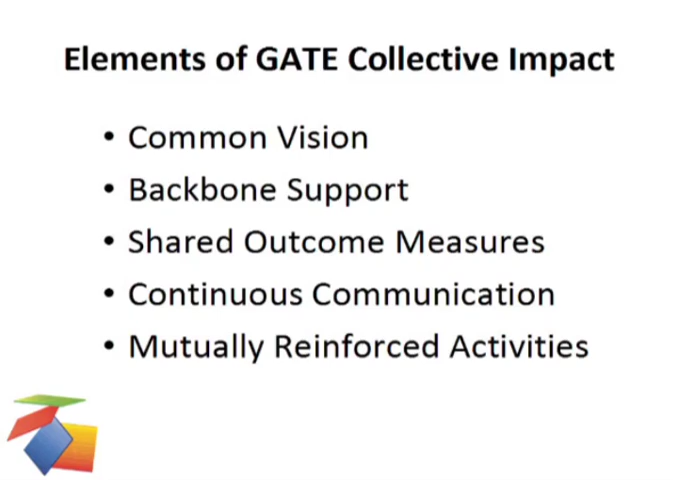 Elements of GATE Collective Impact
• Common Vision
• Backbone Support
• Shared Outcome Measures
• Continuous Communication
• Mutually Reinforced Activities